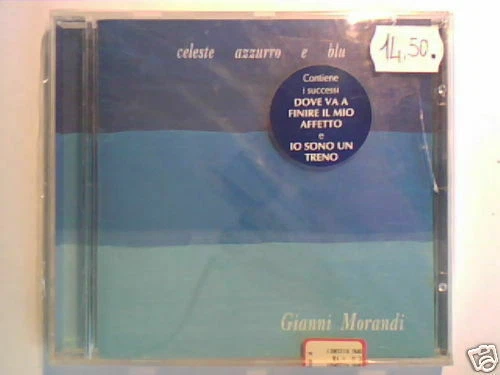 celeste azzurro e blu
14,50.
Contiene
i successi
DOVE VA A
FINIRE IL MIO
AFFETTO
e
IO SONO UN
TRENO
Gianni Morandi